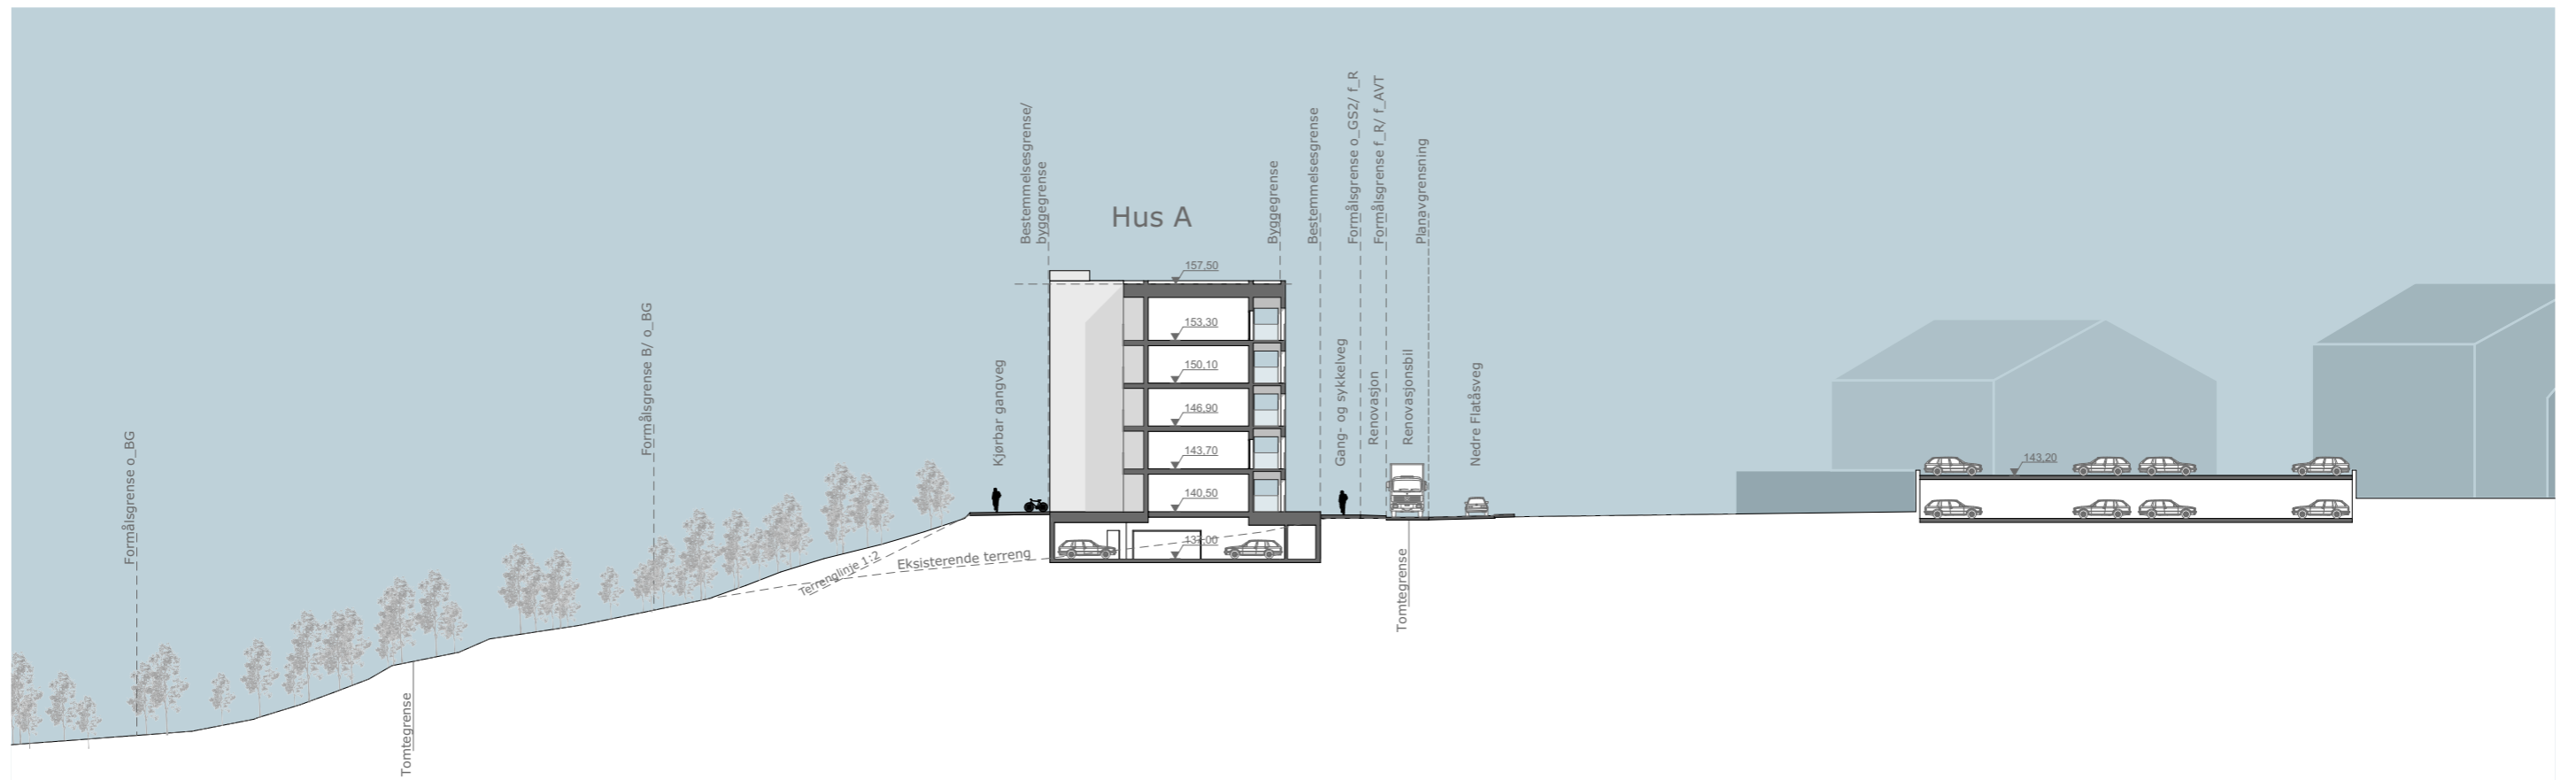 Formålsgrense o_BG
Tomtegrense
Formålsgrense B/ o_BG
Terrenglinje 1:2
Eksisterende terreng
Kjørbar gangveg
Bestemmelsesgrense/
byggegrense
Hus A
157,50
153,30
150,10
146,90
143,70
140,50
137,00
Byggegrense
Bestemmelsesgrense
Gang- og sykkelveg
Formålsgrense o_GS2/ f_R
Renovasjon
Formålsgrense f_R/ f_AVT
Renovasjonsbil
Tomtegrense
Planavgrensning
Nedre Flatåsveg
143,20